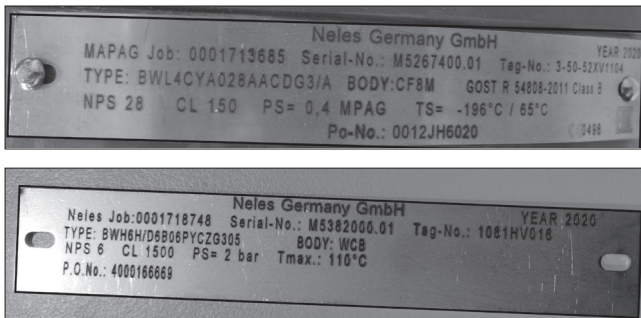 Neles Germany GmbH
YEAR 2020
MAPAG Job: 0001713685 Serial-No.: M5267400.01 Tag-No.: 3-50-52XV1104
TYPE: BWL4CYA028AACDG3/A BODY:CF8M GOST R 54808-2011 Class B
NPS 28 CL 150 PS= 0,4 MPAG TS= -196°C / 65°C
Po-No.: 0012JH6020
CE0496
Neles Germany GmbH
YEAR 2020
Neles Job:0001718748 Serial-No.: M5382000.01 Tag-No.: 1081HV016
TYPE: BWH6H/D6B06PYCZG305 BODY: WCB
NPS 6 CL 1500 PS= 2 bar Tmax.: 110°C
P.O.No.: 4000166669